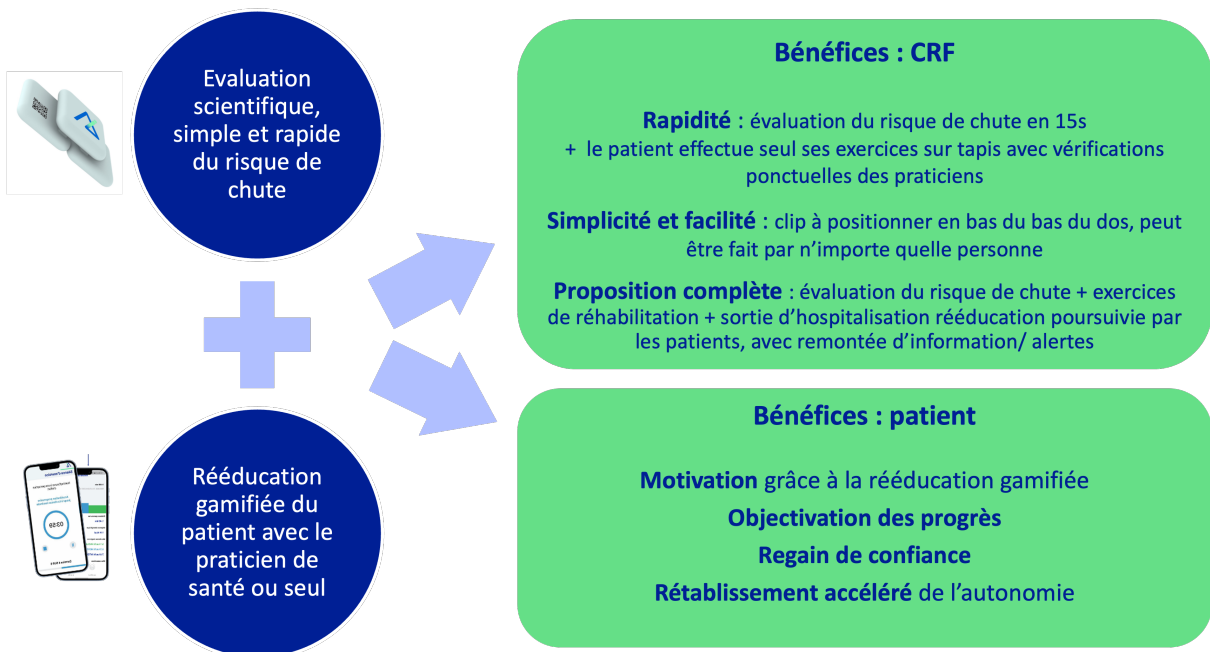 Evaluation
scientifique,
simple et rapide
du risque de
chute
Rééducation
gamifiée du
patient avec le
praticien de
santé ou seul
Bénéfices : CRF
Rapidité : évaluation du risque de chute en 15s
+ le patient effectue seul ses exercices sur tapis avec vérifications
ponctuelles des praticiens
Simplicité et facilité : clip à positionner en bas du bas du dos, peut
être fait par n’importe quelle personne
Proposition complète : évaluation du risque de chute + exercices
de réhabilitation + sortie d’hospitalisation rééducation poursuivie par
les patients, avec remontée d’information/ alertes
Bénéfices : patient
Motivation grâce à la rééducation gamifiée
Objectivation des progrès
Regain de confiance
Rétablissement accéléré de l’autonomie
03:59